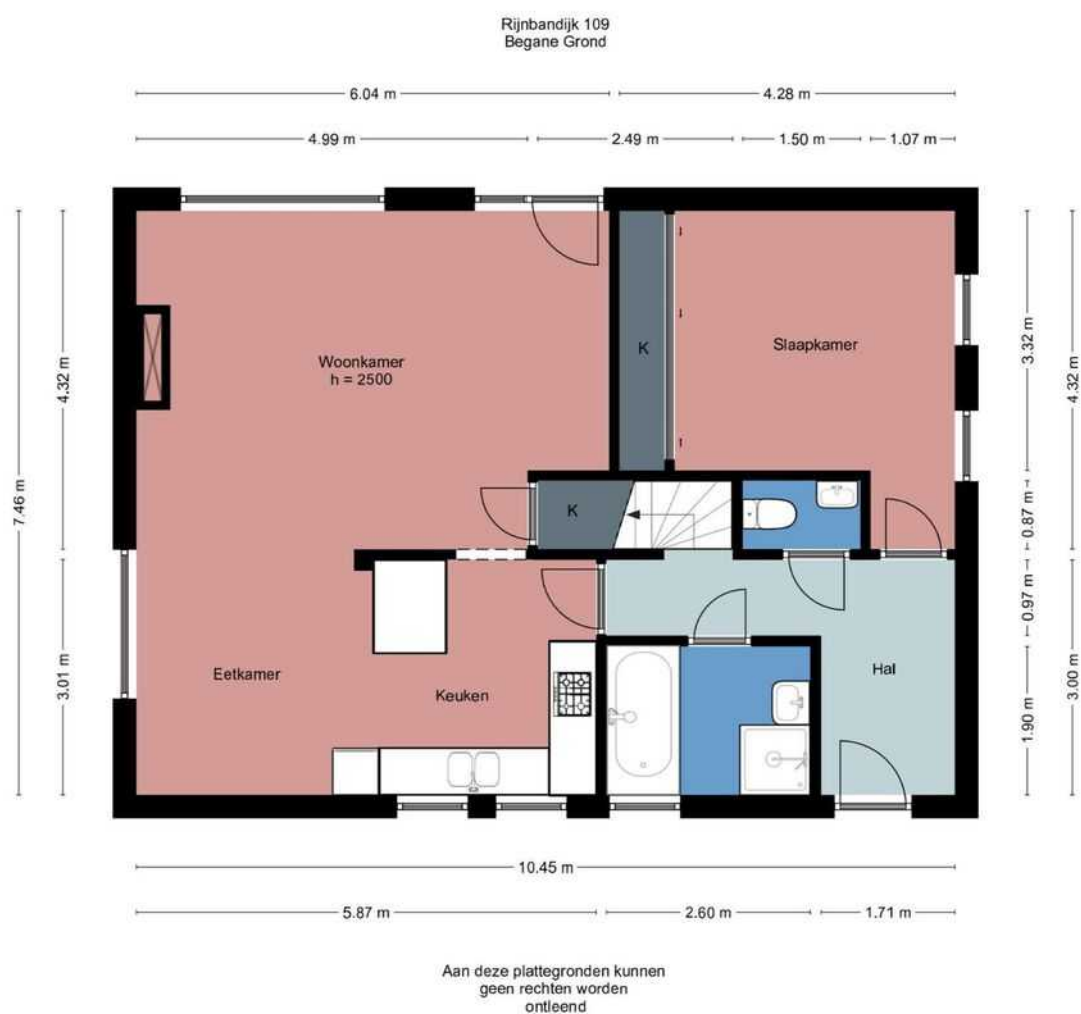 Rijnbandijk 109
Begane Grond
6.04 m
4.28 m
4.99 m
2.49 m
1.50 m
1.07 m
7.46 m
4.32 m
3.01 m
Woonkamer
h = 2500
K
Slaapkamer
K
Eetkamer
Keuken
Hal
3.32 m
0.87 m
0.97 m
1.90 m
4.32 m
3.00 m
10.45 m
5.87 m
2.60 m
1.71 m
Aan deze plattegronden kunnen
geen rechten worden
ontleend